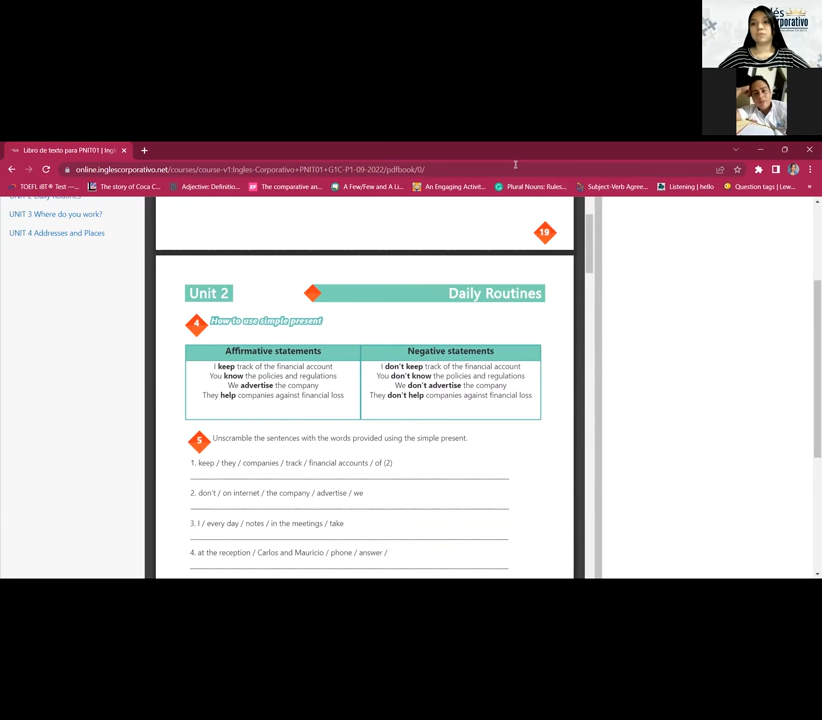 Inglés
Corporativo
Libro de texto para PNIT01 | Ingl
online.inglescorporativo.net/courses/course-v1:Ingles-Corporativo+PNIT01+G1C-P1-09-2022/pdfbook/0/
TOEFL iBT® Test —...
The story of Coca C...
Adjective: Definitio...
The comparative an...
A Few/Few and A Li...
An Engaging Activit...
Plural Nouns: Rules...
Subject-Verb Agree...
Listening | hello
Question tags | Lew...
UNIT 2 Daily Routines
UNIT 3 Where do you work?
UNIT 4 Addresses and Places
19
Unit 2
Daily Routines
4 How to use simple present
Affirmative statements
Negative statements
I keep track of the financial account
You know the policies and regulations
We advertise the company
They help companies against financial loss
I don't keep track of the financial account
You don't know the policies and regulations
We don't advertise the company
They don't help companies against financial loss
5 Unscramble the sentences with the words provided using the simple present.
1. keep / they / companies / track / financial accounts / of (2)
2. don't / on internet / the company / advertise / we
3. I / every day / notes / in the meetings / take
4. at the reception / Carlos and Mauricio / phone / answer /